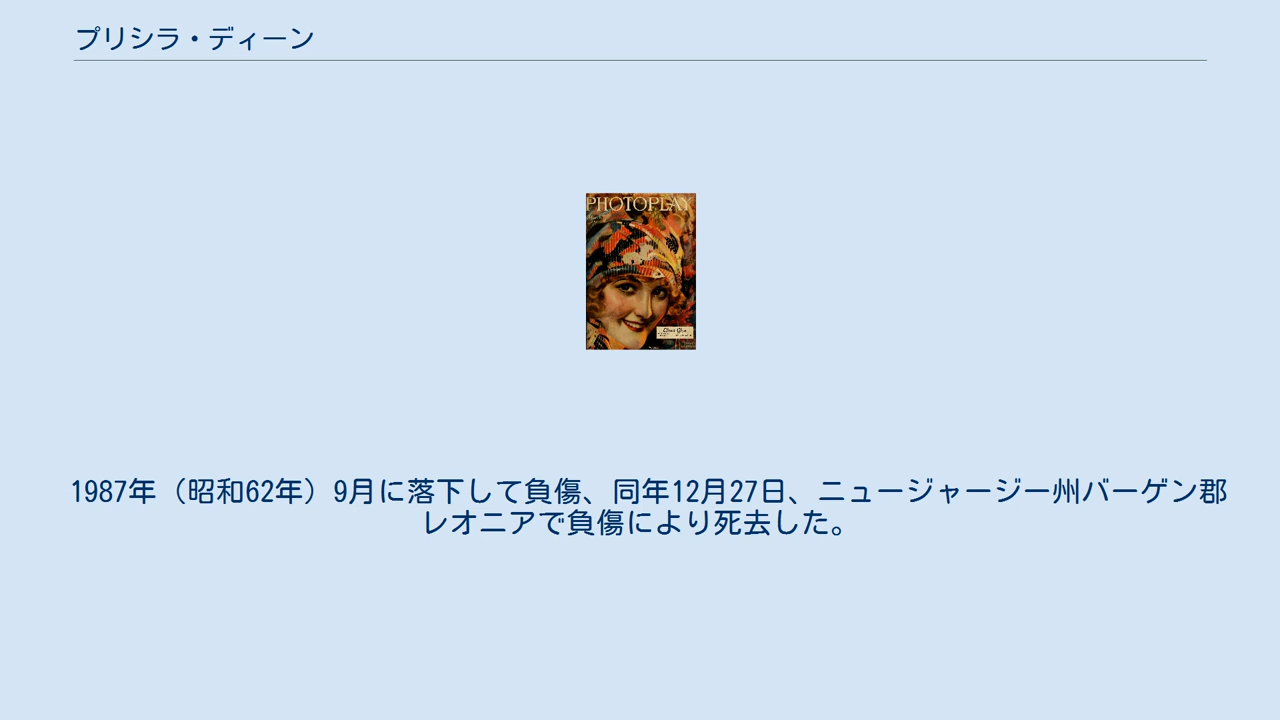 プリシラ・ディーン
PHOTOPLAY
1987年（昭和62年）9月に落下して負傷、同年12月27日、ニュージャージー州バーゲン郡
レオニアで負傷により死去した。